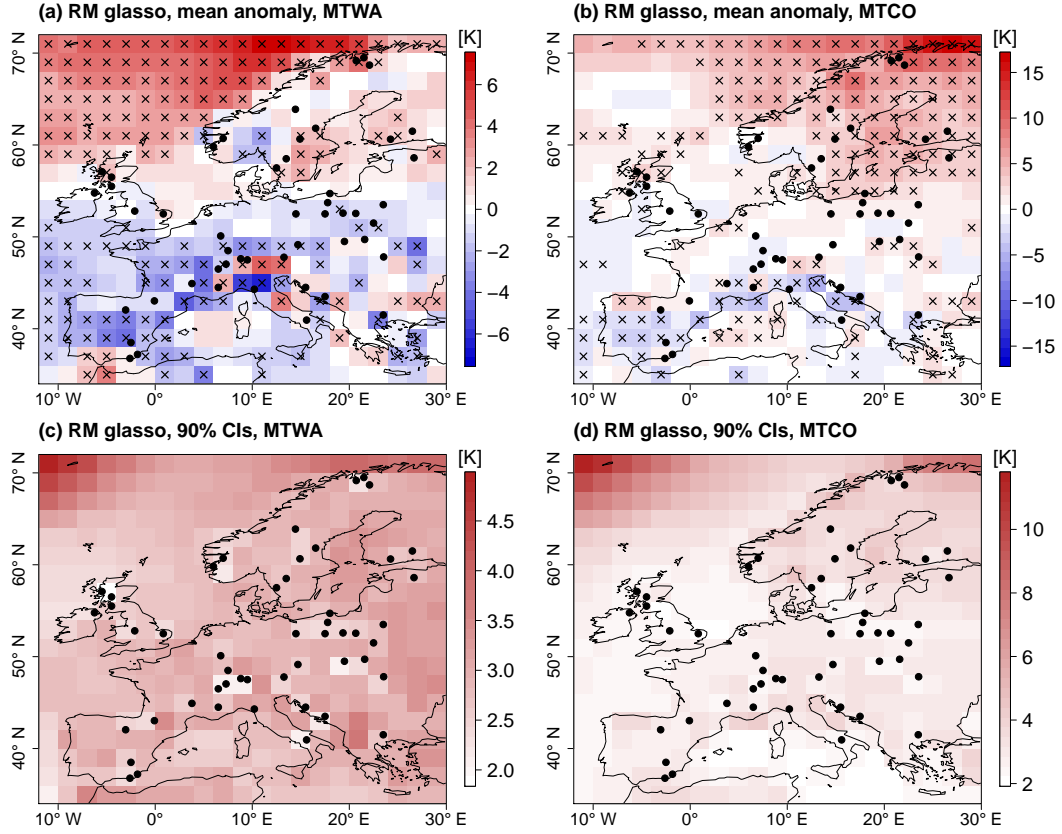 (a) RM glasso, mean anomaly, MTWA
(b) RM glasso, mean anomaly, MTCO
[K]
[K]
70° N
60° N
50° N
40° N
10° W
0°
10° E
20° E
30° E
6
4
2
0
−2
−4
−6
70° N
60° N
50° N
40° N
10° W
0°
10° E
20° E
30° E
15
10
5
0
−5
−10
−15
(c) RM glasso, 90% CIs, MTWA
(d) RM glasso, 90% CIs, MTCO
[K]
[K]
70° N
60° N
50° N
40° N
10° W
0°
10° E
20° E
30° E
4.5
4.0
3.5
3.0
2.5
2.0
70° N
60° N
50° N
40° N
10° W
0°
10° E
20° E
30° E
10
8
6
4
2